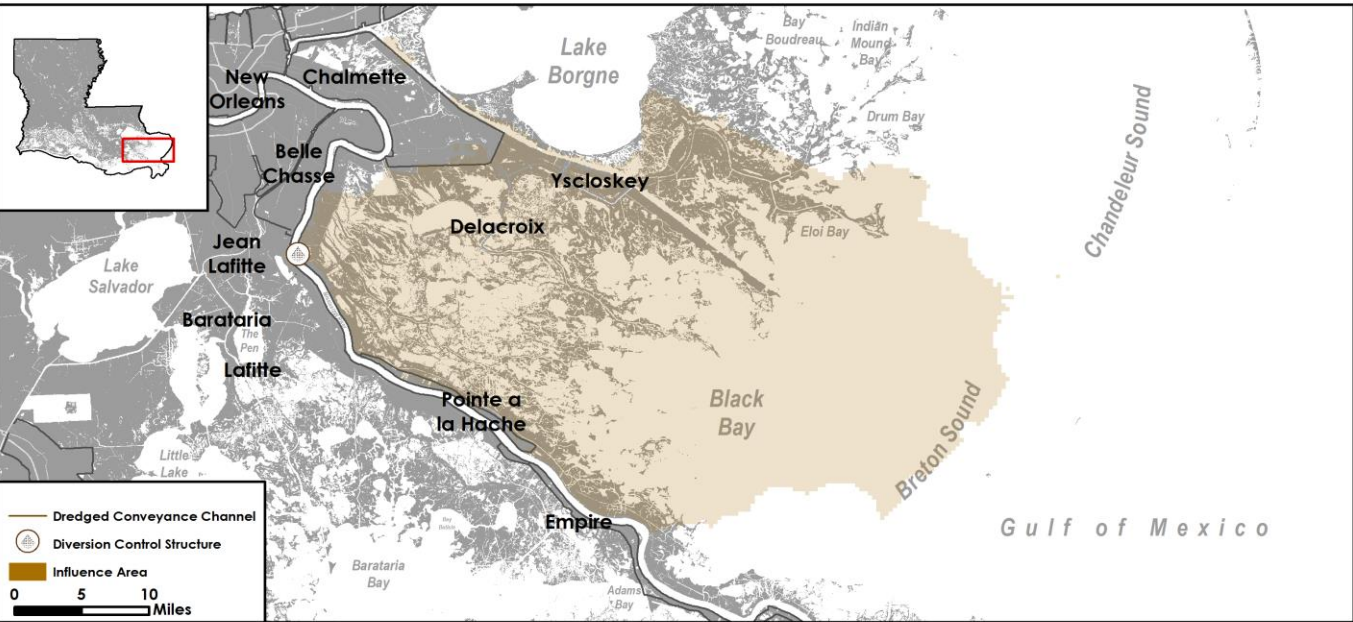 Bay
Boudreau
Indian
Mound
Bay
Lake
Borgne
New
Orleans
Chalmette
Drum Bay
Belle
Chasse
Yscloskey
Chandeleur Sound
Delacroix
Eloi Bay
Jean
Lafitte
Lake
Salvador
Barataria
The
Pen
Lafitte
Pointe a
la Hache
Black
Bay
Breton Sound
Little
Lake
Empire
Gulf of Mexico
Barataria
Bay
Adams
Bay
Dredged Conveyance Channel
Diversion Control Structure
Influence Area
0 5 10
Miles